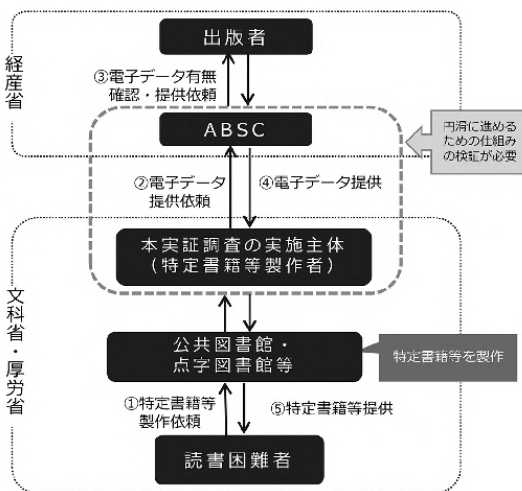 出版者
経産省
③電子データ有無
確認・提供依頼
ABSC
円滑に進める
ための仕組み
の検証が必要
②電子データ
提供依頼
④電子データ提供
本実証調査の実施主体
（特定書籍等製作者）
文科省・厚労省
公共図書館・
点字図書館等
特定書籍等を製作
①特定書籍等
製作依頼
⑤特定書籍等提供
読書困難者